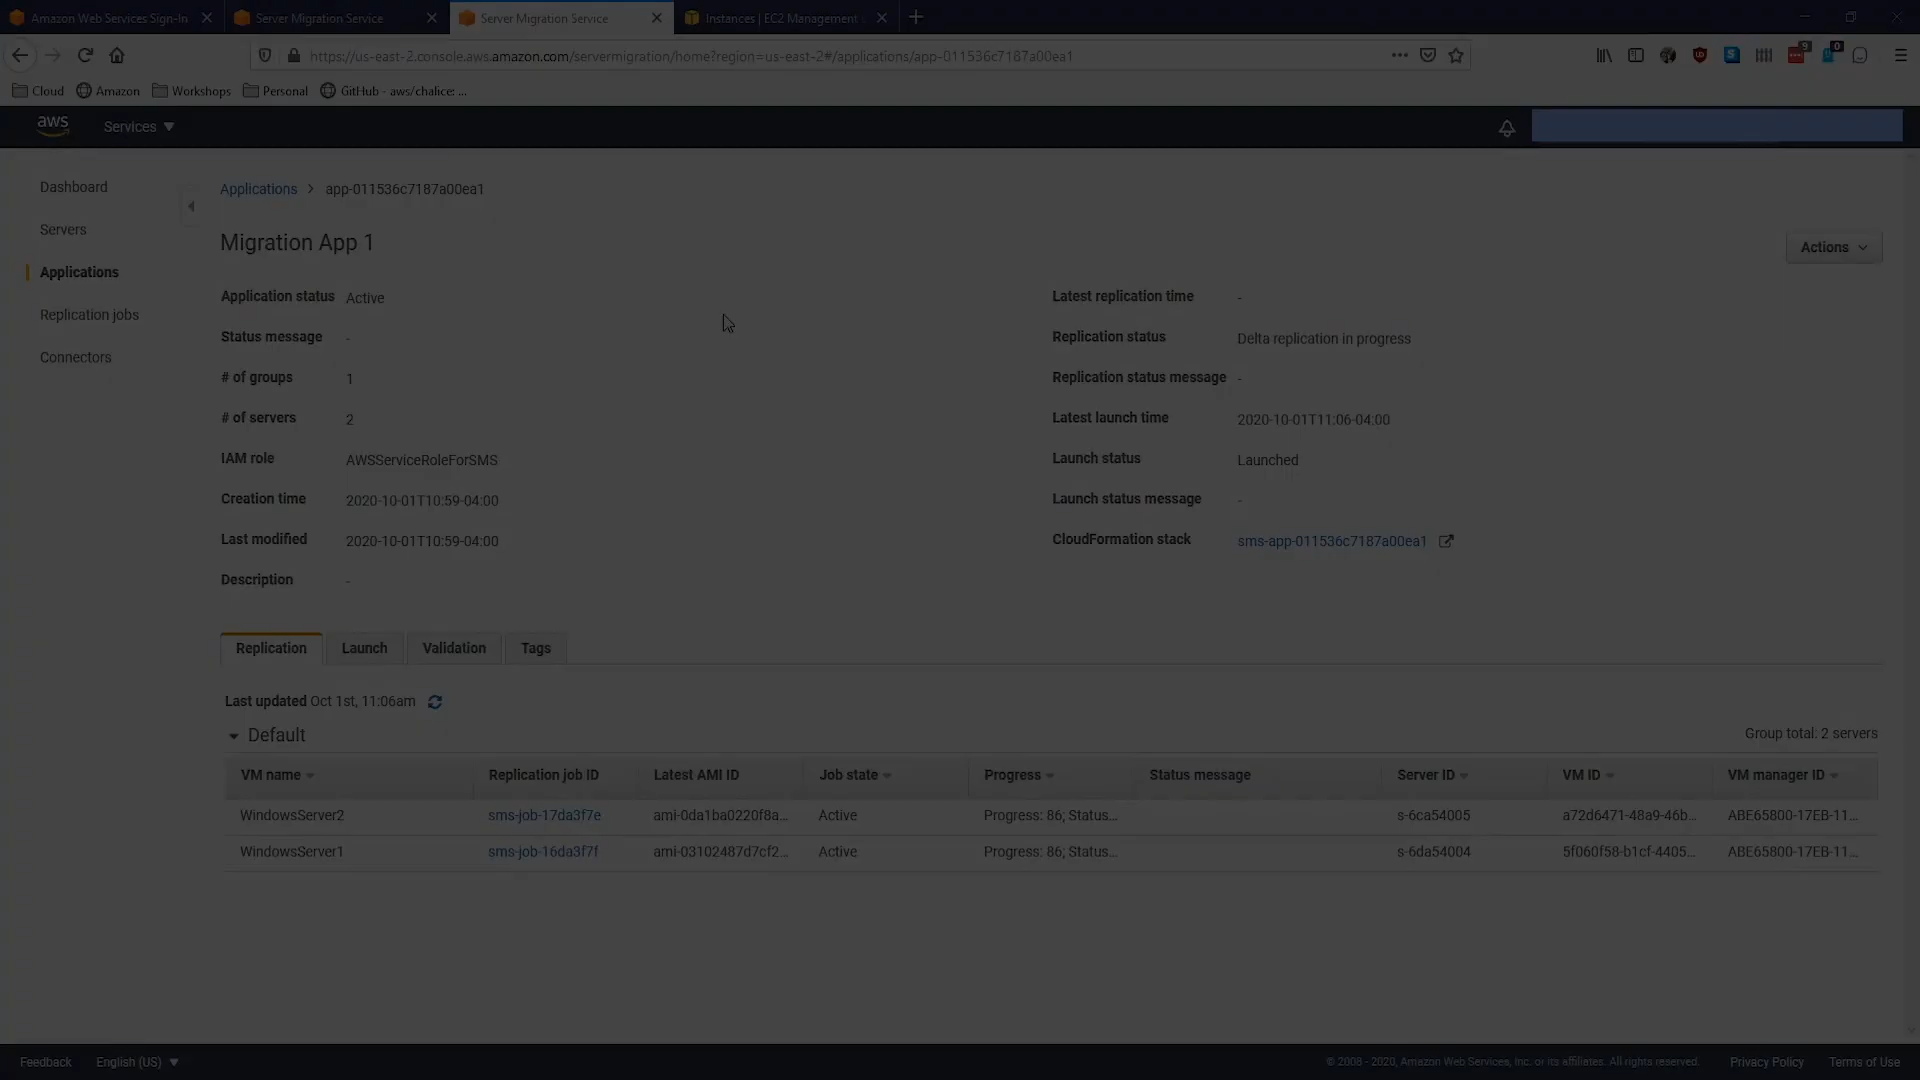 Amazon Web Services Sign-In
Server Migration Service
Server Migration Service
Instances | EC2 Management
https://us-east-2.console.aws.amazon.com/servermigration/home?region=us-east-2#/applications/app-011536c7187a00ea1
Cloud
Amazon
Workshops
Personal
GitHub - aws/chalice: ...
aws
Services
Dashboard
Servers
Applications
Replication jobs
Connectors
Applications > app-011536c7187a00ea1
Migration App 1
Actions
Application status Active
Status message -
# of groups 1
# of servers 2
IAM role AWSServiceRoleForSMS
Creation time 2020-10-01T10:59-04:00
Last modified 2020-10-01T10:59-04:00
Description -
Latest replication time -
Replication status Delta replication in progress
Replication status message -
Latest launch time 2020-10-01T11:06-04:00
Launch status Launched
Launch status message -
CloudFormation stack sms-app-011536c7187a00ea1
Replication Launch Validation Tags
Last updated Oct 1st, 11:06am
Default
Group total: 2 servers
VM name Replication job ID Latest AMI ID Job state Progress Status message Server ID VM ID VM manager ID
WindowsServer2 sms-job-17da3f7e ami-0da1ba0220f8a... Active Progress: 86; Status... s-6ca54005 a72d6471-48a9-46b... ABE65800-17EB-11...
WindowsServer1 sms-job-16da3f7f ami-03102487d7cf2... Active Progress: 86; Status... s-6da54004 5f060f58-b1cf-4405... ABE65800-17EB-11...
Feedback English (US)
© 2008 - 2020, Amazon Web Services, Inc. or its affiliates. All rights reserved. Privacy Policy Terms of Use